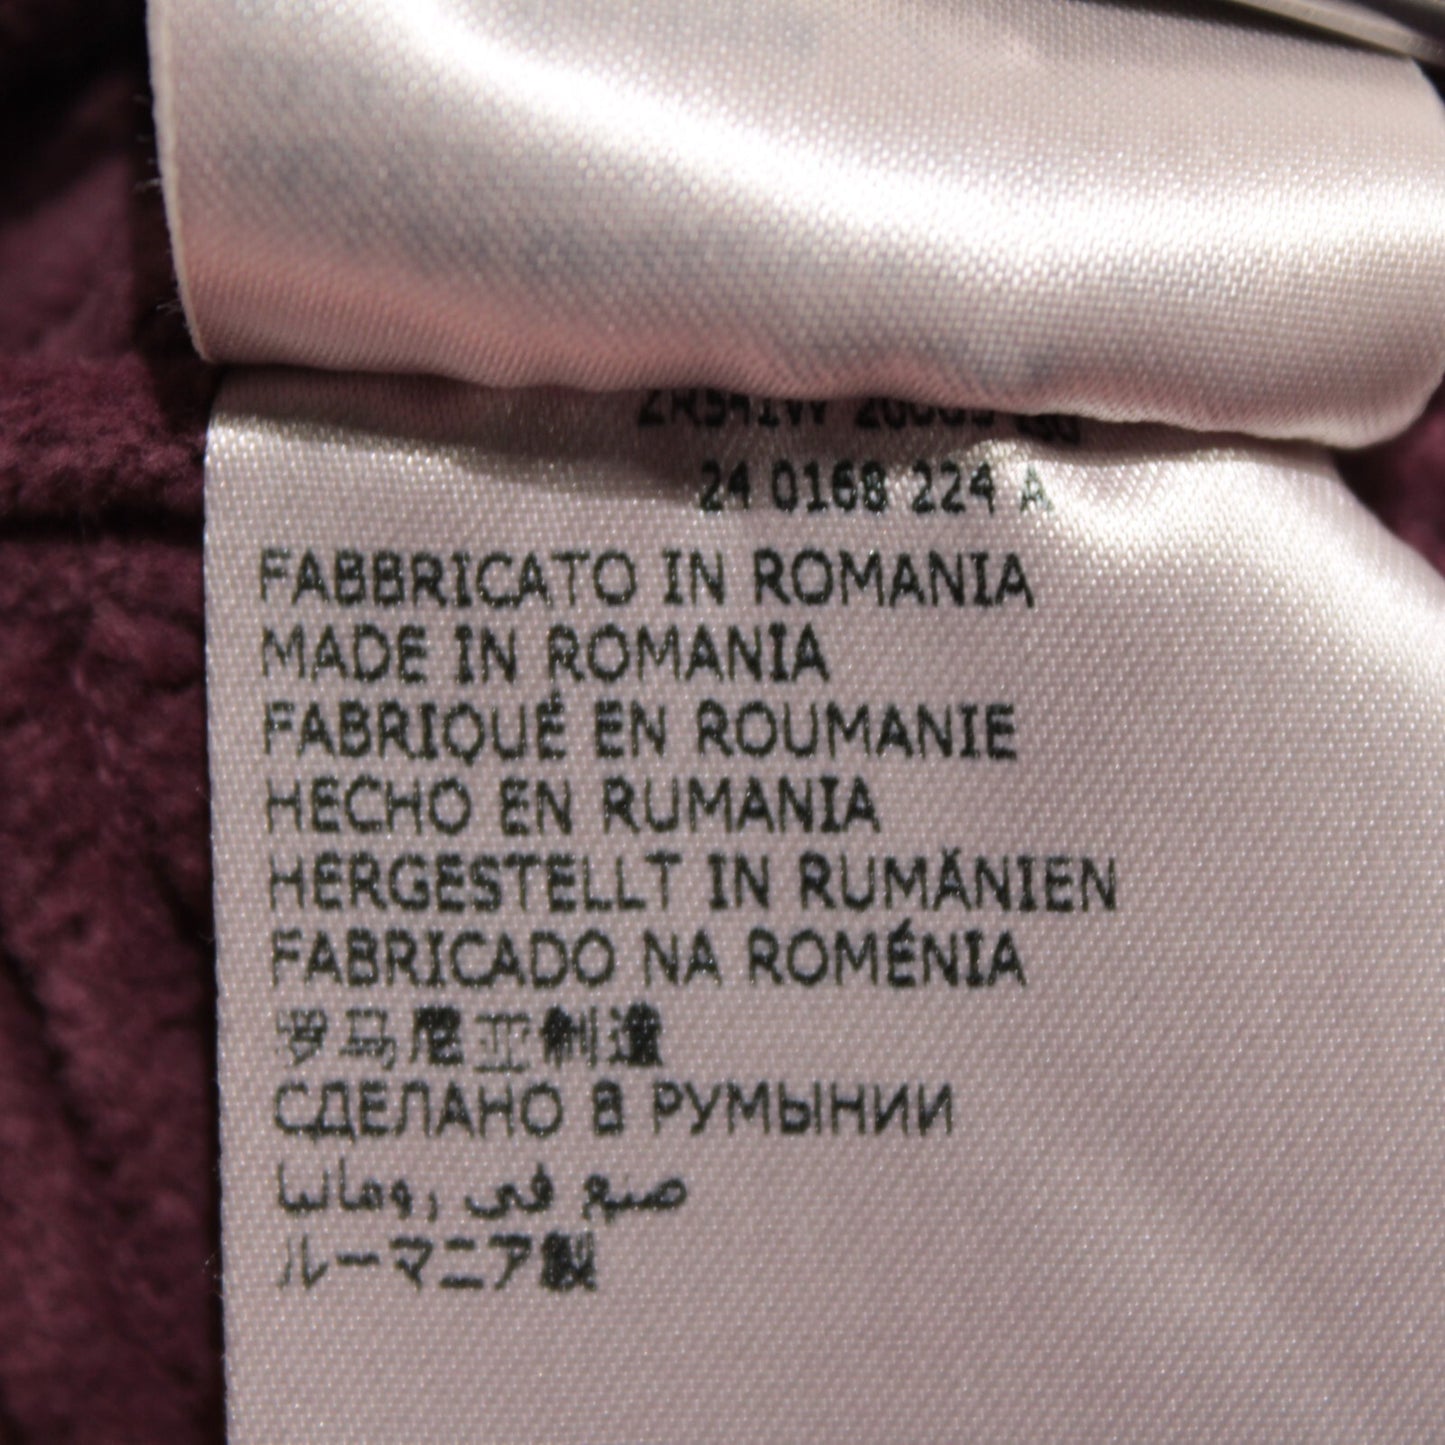 24 0168 224 A
FABBRICATO IN ROMANIA
MADE IN ROMANIA
FABRIQUÉ EN ROUMANIE
HECHO EN RUMANIA
HERGESTELLT IN RUMÄNIEN
FABRICADO NA ROMÉNIA
罗马尼亚制造
СДЕЛАНО В РУМЫНИИ
صنع في رومانيا
ルーマニア製